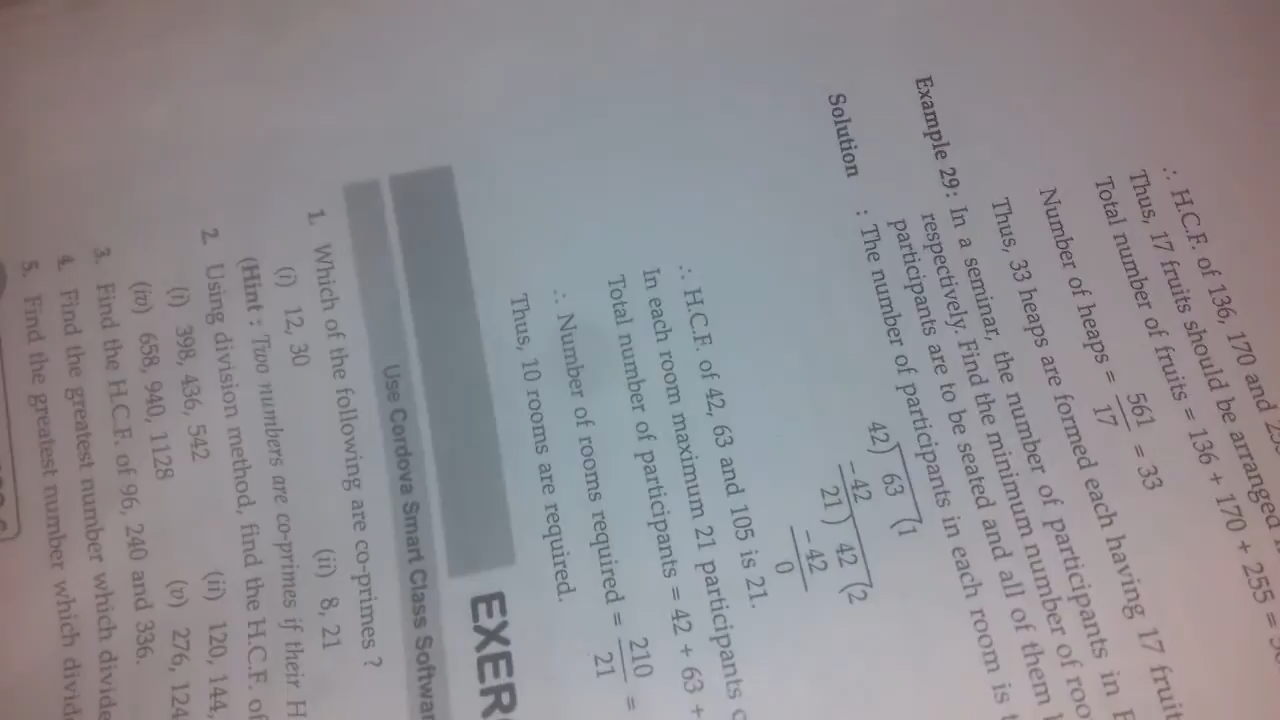 ∴ H.C.F. of 136, 170 and
Thus, 17 fruits should be arranged
Total number of fruits = 136 + 170 + 255 =
Number of heaps = 561/17 = 33
Thus, 33 heaps are formed each having 17 fruit
Example 29: In a seminar, the number of participants in
respectively. Find the minimum number of
participants are to be seated and all of them
Solution : The number of participants in each room is
42) 63 (1
-42
21) 42 (2
-42
0
∴ H.C.F. of 42, 63 and 105 is 21.
In each room maximum 21 participants
Total number of participants = 42 + 63 +
∴ Number of rooms required = 210/21 =
Thus, 10 rooms are required.
EXER
Use Cordova Smart Class Softwar
1. Which of the following are co-primes ?
(i) 12, 30 (ii) 8, 21
(Hint : Two numbers are co-primes if their H
2. Using division method, find the H.C.F. of
(i) 398, 436, 542 (ii) 120, 144,
(iv) 658, 940, 1128 (v) 276, 124
3. Find the H.C.F. of 96, 240 and 336.
4. Find the greatest number which divide
5. Find the greatest number which divid